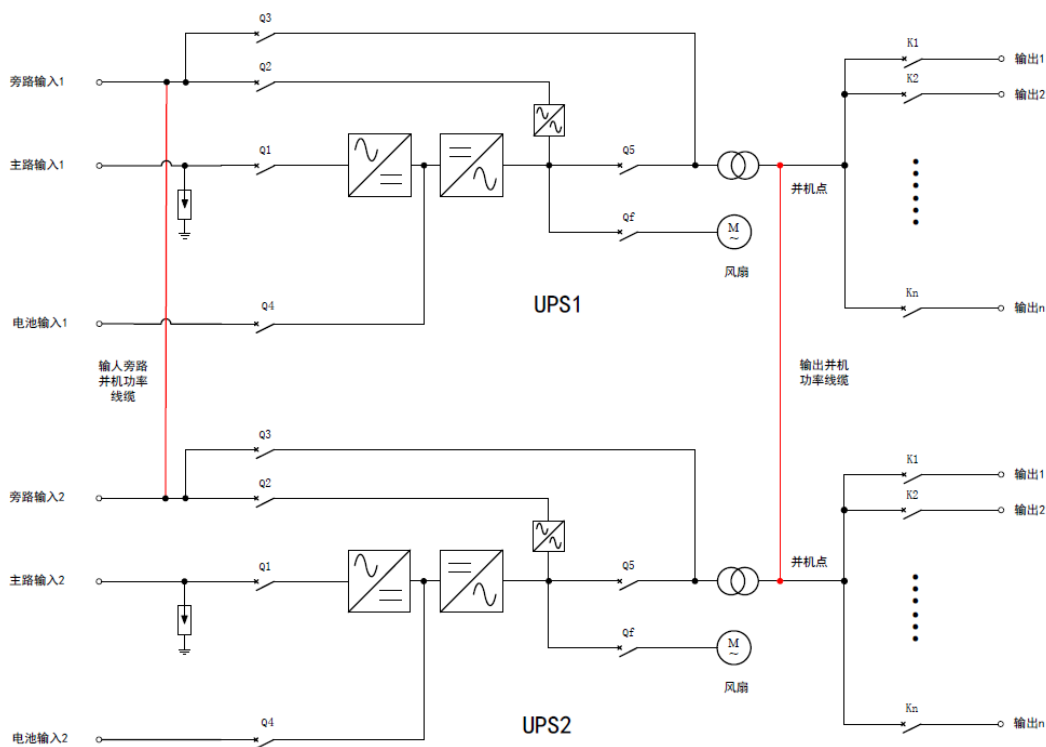 Q3
K1
输出1
旁路输入1
Q2
K2
输出2
主路输入1
Q1
Q5
并机点
Qf
M
~
风扇
Kn
输出n
电池输入1
Q4
UPS1
输人旁路
并机功率
线缆
输出并机
功率线缆
Q3
K1
输出1
旁路输入2
Q2
K2
输出2
主路输入2
Q1
Q5
并机点
Qf
M
~
风扇
Kn
输出n
电池输入2
Q4
UPS2